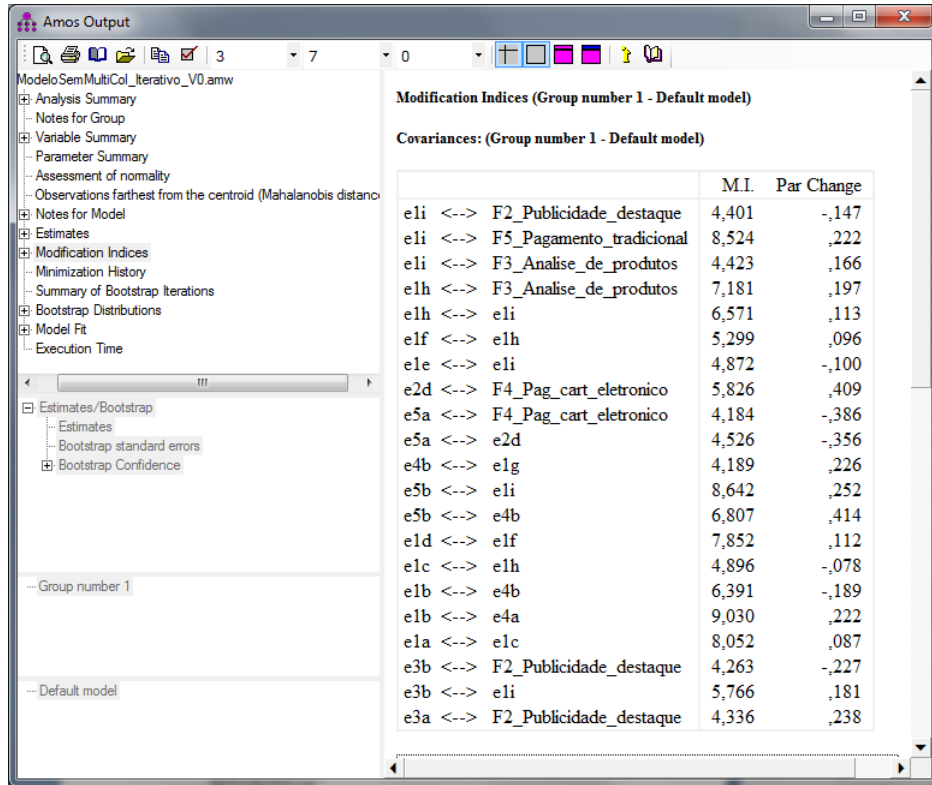 Amos Output
3 7 0
ModeloSemMultiCol_Iterativo_V0.amw
Analysis Summary
Notes for Group
Variable Summary
Parameter Summary
Assessment of normality
Observations farthest from the centroid (Mahalanobis distance
Notes for Model
Estimates
Modification Indices
Minimization History
Summary of Bootstrap Iterations
Bootstrap Distributions
Model Fit
Execution Time
Estimates/Bootstrap
Estimates
Bootstrap standard errors
Bootstrap Confidence
Group number 1
Default model
Modification Indices (Group number 1 - Default model)
Covariances: (Group number 1 - Default model)
M.I. Par Change
e1i <--> F2_Publicidade_destaque 4,401 -,147
e1i <--> F5_Pagamento_tradicional 8,524 ,222
e1i <--> F3_Analise_de_produtos 4,423 ,166
e1h <--> F3_Analise_de_produtos 7,181 ,197
e1h <--> e1i 6,571 ,113
e1f <--> e1h 5,299 ,096
e1e <--> e1i 4,872 -,100
e2d <--> F4_Pag_cart_eletronico 5,826 ,409
e5a <--> F4_Pag_cart_eletronico 4,184 -,386
e5a <--> e2d 4,526 -,356
e4b <--> e1g 4,189 ,226
e5b <--> e1i 8,642 ,252
e5b <--> e4b 6,807 ,414
e1d <--> e1f 7,852 ,112
e1c <--> e1h 4,896 -,078
e1b <--> e4b 6,391 -,189
e1b <--> e4a 9,030 ,222
e1a <--> e1c 8,052 ,087
e3b <--> F2_Publicidade_destaque 4,263 -,227
e3b <--> e1i 5,766 ,181
e3a <--> F2_Publicidade_destaque 4,336 ,238